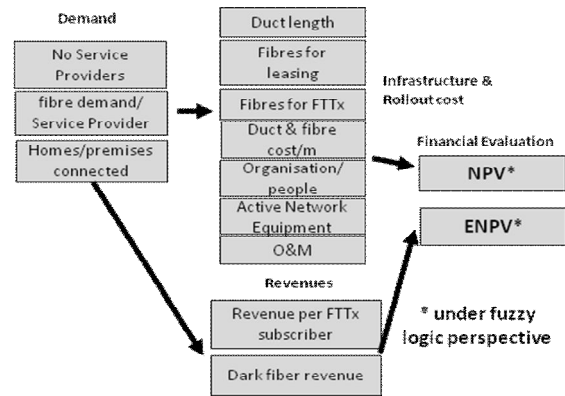 Demand
No Service
Providers
fibre demand/
Service Provider
Homes/premises
connected
Duct length
Fibres for
leasing
Fibres for FTTx
Duct & fibre
cost/m
Organisation/
people
Active Network
Equipment
O&M
Infrastructure &
Rollout cost
Financial Evaluation
NPV*
ENPV*
Revenues
Revenue per FTTx
subscriber
Dark fiber revenue
* under fuzzy
logic perspective